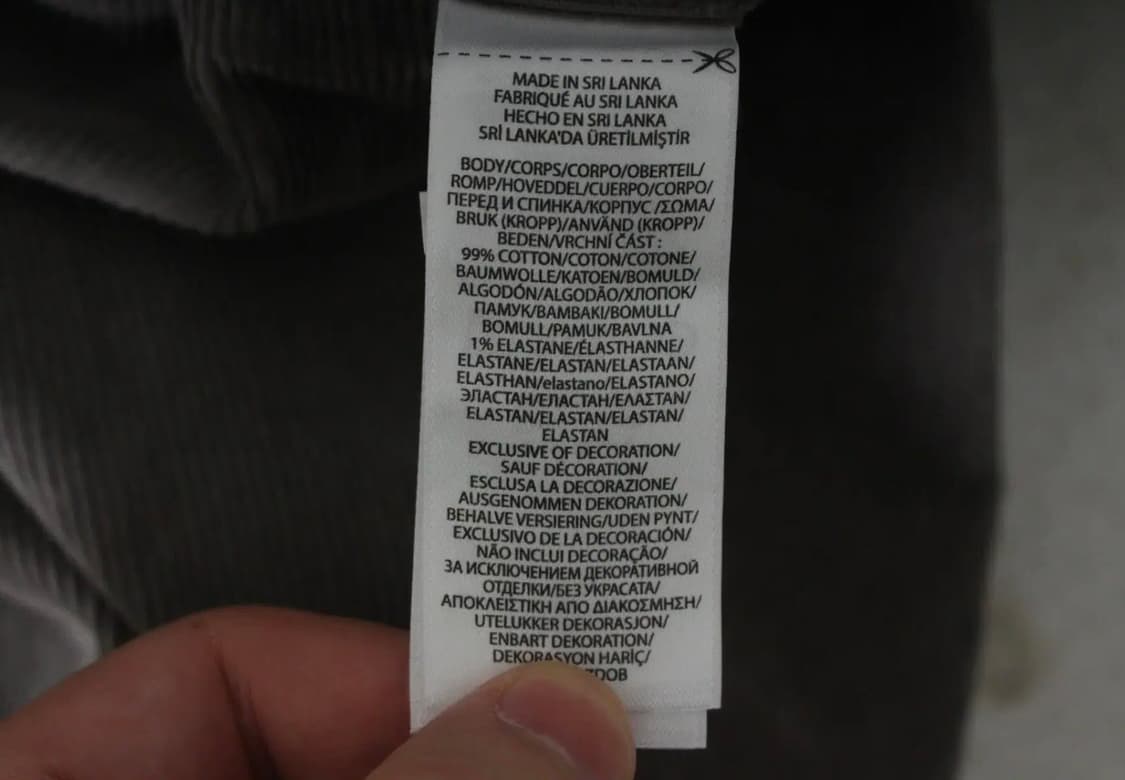 MADE IN SRI LANKA
FABRIQUÉ AU SRI LANKA
HECHO EN SRI LANKA
SRİ LANKA'DA ÜRETİLMİŞTİR
BODY/CORPS/CORPO/OBERTEIL/
ROMP/HOVEDDEL/CUERPO/CORPO/
ПЕРЕД И СПИНКА/КОРПУС /ΣΩΜΑ/
BRUK (KROPP)/ANVÄND (KROPP)/
BEDEN/VRCHNÍ ČÁST :
99% COTTON/COTON/COTONE/
BAUMWOLLE/KATOEN/BOMULD/
ALGODÓN/ALGODÃO/ХЛОПОК/
ПАМУК/ΒΑΜΒΑΚΙ/BOMULL/
BOMULL/PAMUK/BAVLNA
1% ELASTANE/ÉLASTHANNE/
ELASTANE/ELASTAN/ELASTAAN/
ELASTHAN/elastano/ELASTANO/
ЭЛАСТАН/ЕЛАСТАН/ΕΛΑΣΤΑΝ/
ELASTAN/ELASTAN/ELASTAN/
ELASTAN
EXCLUSIVE OF DECORATION/
SAUF DÉCORATION/
ESCLUSA LA DECORAZIONE/
AUSGENOMMEN DEKORATION/
BEHALVE VERSIERING/UDEN PYNT/
EXCLUSIVO DE LA DECORACIÓN/
NÃO INCLUI DECORAÇÃO/
ЗА ИСКЛЮЧЕНИЕМ ДЕКОРАТИВНОЙ
ОТДЕЛКИ/БЕЗ УКРАСАТА/
ΑΠΟΚΛΕΙΣΤΙΚΗ ΑΠΟ ΔΙΑΚΟΣΜΗΣΗ/
UTELUKKER DEKORASJON/
ENBART DEKORATION/
DEKORASYON HARİÇ/